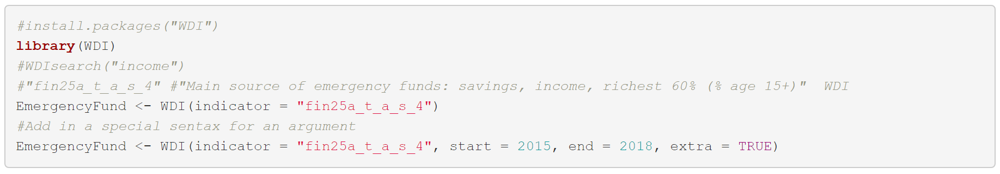 #install.packages("WDI")
library(WDI)
#WDIsearch("income")
#"fin25a_t_a_s_4" #"Main source of emergency funds: savings, income, richest 60% (% age 15+)"  WDI
EmergencyFund <- WDI(indicator = "fin25a_t_a_s_4")
#Add in a special sentax for an argument
EmergencyFund <- WDI(indicator = "fin25a_t_a_s_4", start = 2015, end = 2018, extra = TRUE)